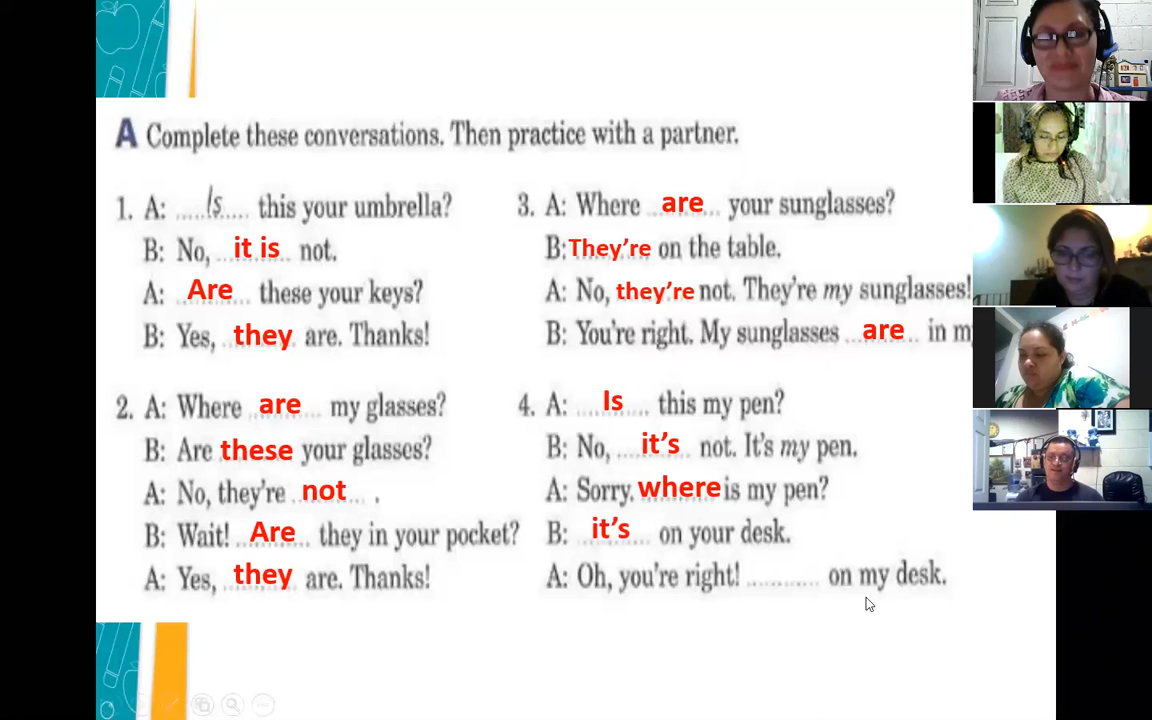 A Complete these conversations. Then practice with a partner.
1. A: Is this your umbrella?
B: No, it is not.
A: Are these your keys?
B: Yes, they are. Thanks!
2. A: Where are my glasses?
B: Are these your glasses?
A: No, they're not .
B: Wait! Are they in your pocket?
A: Yes, they are. Thanks!
3. A: Where are your sunglasses?
B: They're on the table.
A: No, they're not. They're my sunglasses!
B: You're right. My sunglasses are in m
4. A: Is this my pen?
B: No, it's not. It's my pen.
A: Sorry. where is my pen?
B: it's on your desk.
A: Oh, you're right! ............ on my desk.